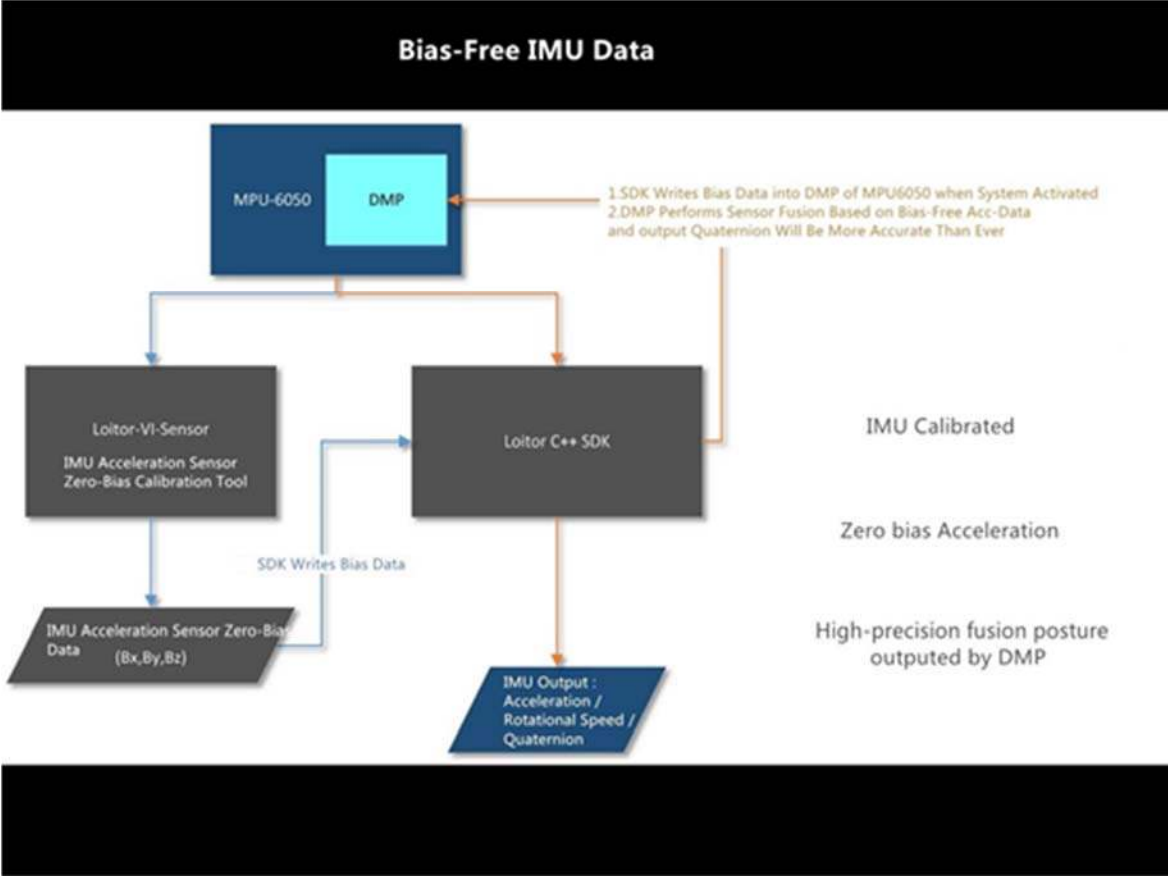 Bias-Free IMU Data
MPU-6050
DMP
1.SDK Writes Bias Data into DMP of MPU6050 when System Activated
2.DMP Performs Sensor Fusion Based on Bias-Free Acc-Data
and output Quaternion Will Be More Accurate Than Ever
Loitor-VI-Sensor
IMU Acceleration Sensor
Zero-Bias Calibration Tool
Loitor C++ SDK
IMU Calibrated
Zero bias Acceleration
SDK Writes Bias Data
IMU Acceleration Sensor Zero-Bias
Data
(Bx,By,Bz)
High-precision fusion posture
outputed by DMP
IMU Output :
Acceleration /
Rotational Speed /
Quaternion